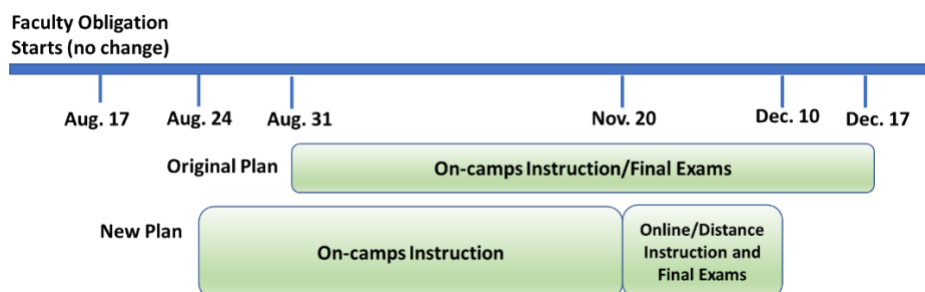 Faculty Obligation
Starts (no change)
Aug. 17
Aug. 24
Aug. 31
Nov. 20
Dec. 10
Dec. 17
Original Plan
On-camps Instruction/Final Exams
New Plan
On-camps Instruction
Online/Distance
Instruction and
Final Exams